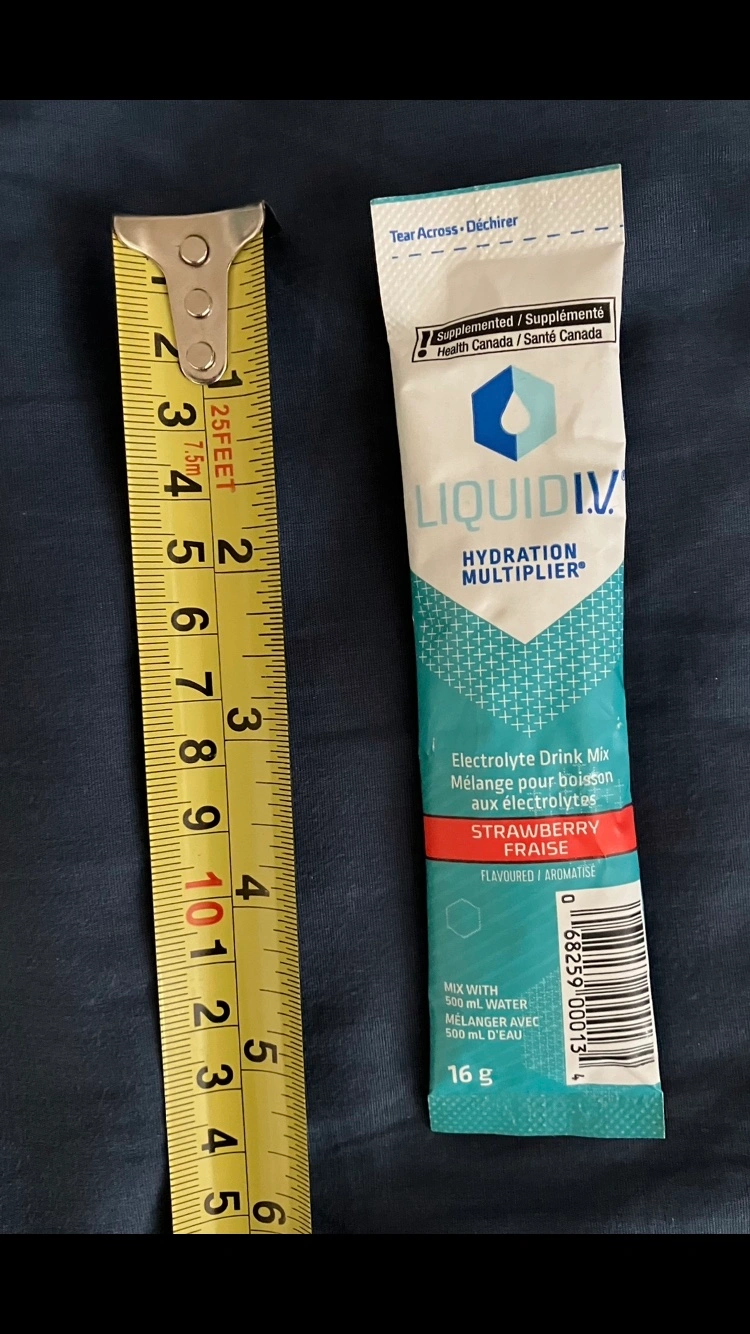 1
2
3
4
5
6
7
8
9
10
1
2
3
4
5
7.5m
25FEET
1
2
3
4
5
6
Tear Across • Déchirer
! Supplemented / Supplémenté
Health Canada / Santé Canada
LIQUID I.V.®
HYDRATION
MULTIPLIER®
Electrolyte Drink Mix
Mélange pour boisson
aux électrolytes
STRAWBERRY
FRAISE
FLAVOURED / AROMATISÉ
MIX WITH
500 mL WATER
MÉLANGER AVEC
500 mL D'EAU
16 g
0 68259 00013 4